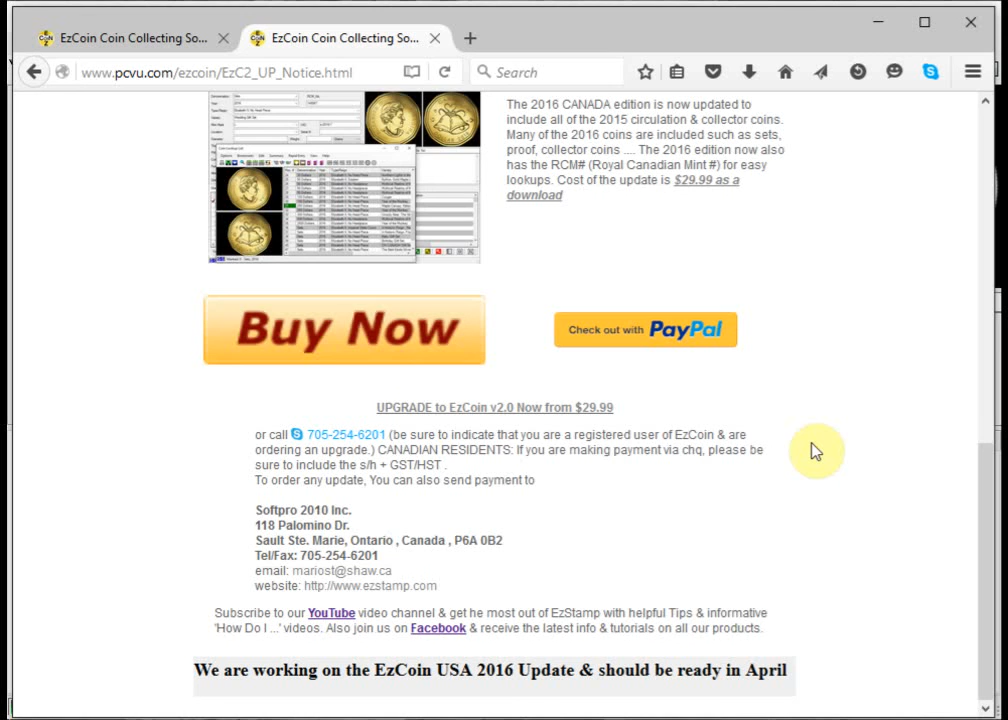 EzCoin Coin Collecting So...
EzCoin Coin Collecting So...
www.pcvu.com/ezcoin/EzC2_UP_Notice.html
Search
The 2016 CANADA edition is now updated to
include all of the 2015 circulation & collector coins.
Many of the 2016 coins are included such as sets,
proof, collector coins .... The 2016 edition now also
has the RCM# (Royal Canadian Mint #) for easy
lookups. Cost of the update is $29.99 as a
download
Buy Now
Check out with PayPal
UPGRADE to EzCoin v2.0 Now from $29.99
or call 705-254-6201 (be sure to indicate that you are a registered user of EzCoin & are
ordering an upgrade.) CANADIAN RESIDENTS: If you are making payment via chq, please be
sure to include the s/h + GST/HST .
To order any update, You can also send payment to
Softpro 2010 Inc.
118 Palomino Dr.
Sault Ste. Marie, Ontario , Canada , P6A 0B2
Tel/Fax: 705-254-6201
email: mariost@shaw.ca
website: http://www.ezstamp.com
Subscribe to our YouTube video channel & get he most out of EzStamp with helpful Tips & informative
'How Do I ...' videos. Also join us on Facebook & receive the latest info & tutorials on all our products.
We are working on the EzCoin USA 2016 Update & should be ready in April